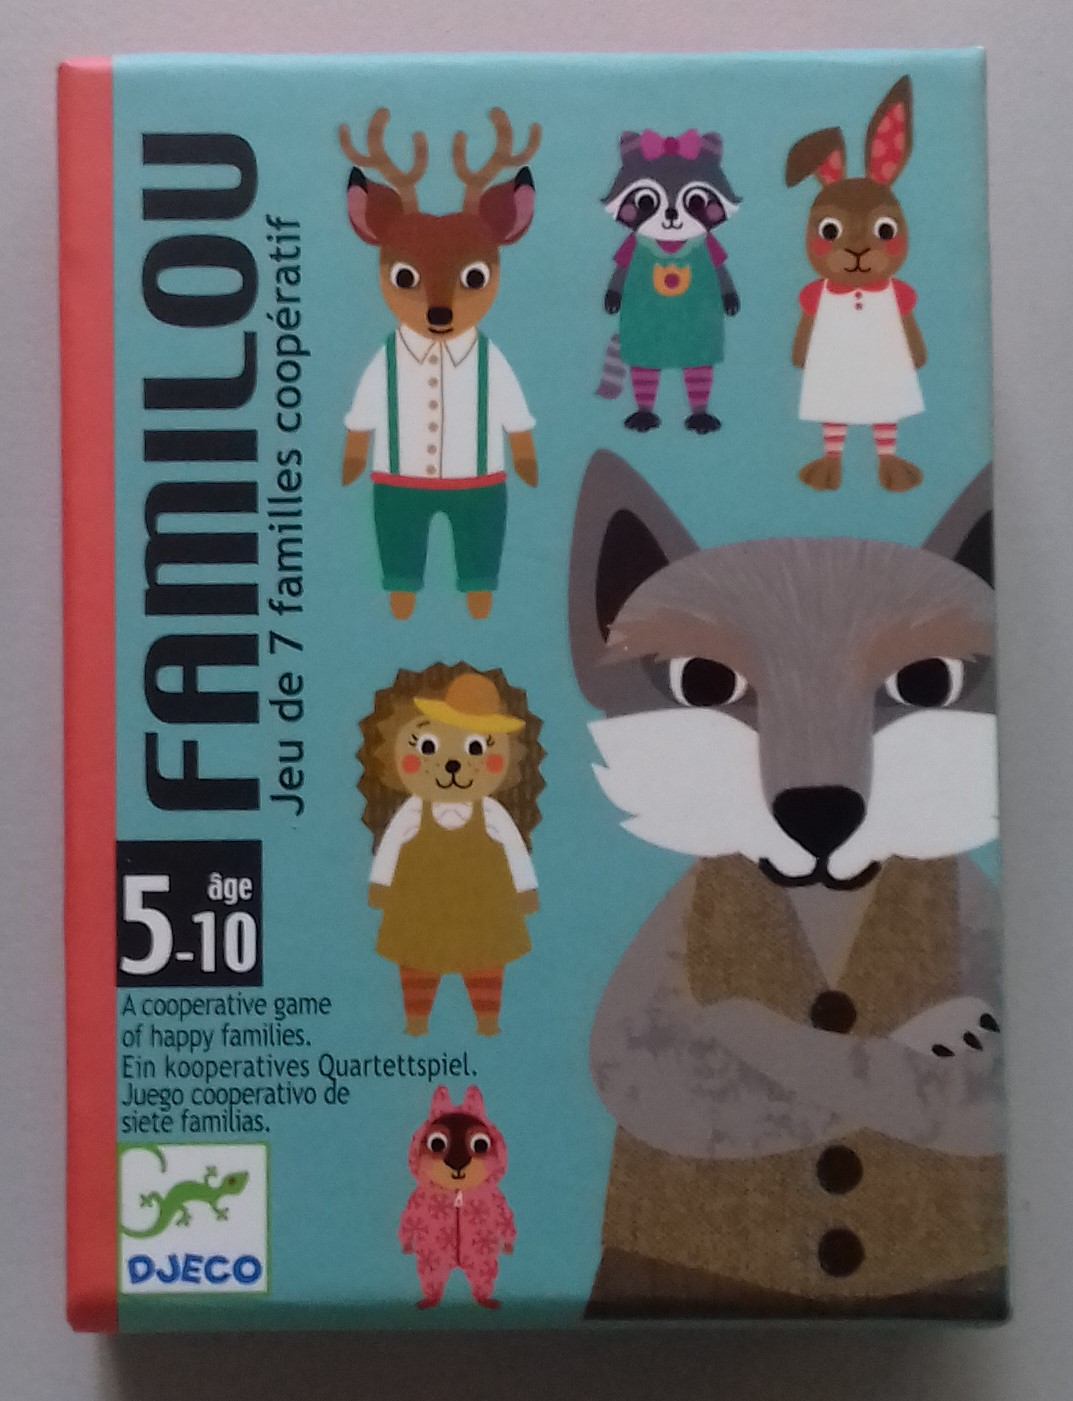 FAMILOU
Jeu de 7 familles coopératif
âge
5-10
A cooperative game
of happy families.
Ein kooperatives Quartettspiel.
Juego cooperativo de
siete familias.
DJECO